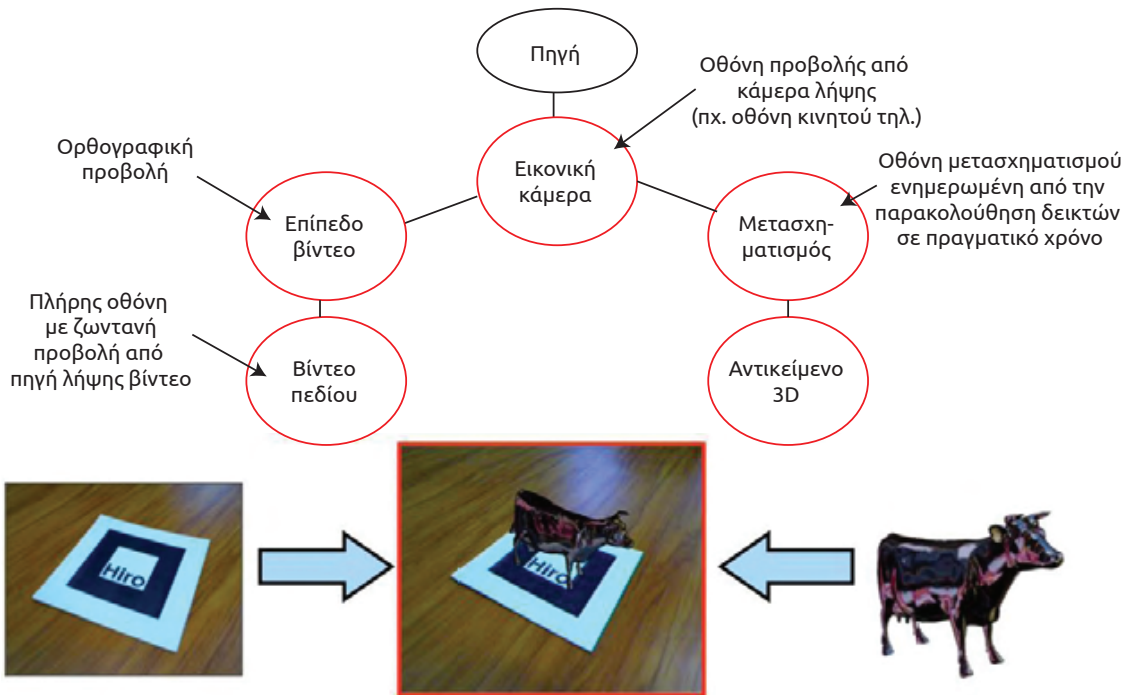 Πηγή
Οθόνη προβολής από
κάμερα λήψης
(πχ. οθόνη κινητού τηλ.)
Ορθογραφική
προβολή
Εικονική
κάμερα
Οθόνη μετασχηματισμού
ενημερωμένη από την
παρακολούθηση δεικτών
σε πραγματικό χρόνο
Επίπεδο
βίντεο
Μετασχη-
ματισμός
Πλήρης οθόνη
με ζωντανή
προβολή από
πηγή λήψης βίντεο
Βίντεο
πεδίου
Αντικείμενο
3D
Hiro
Hiro